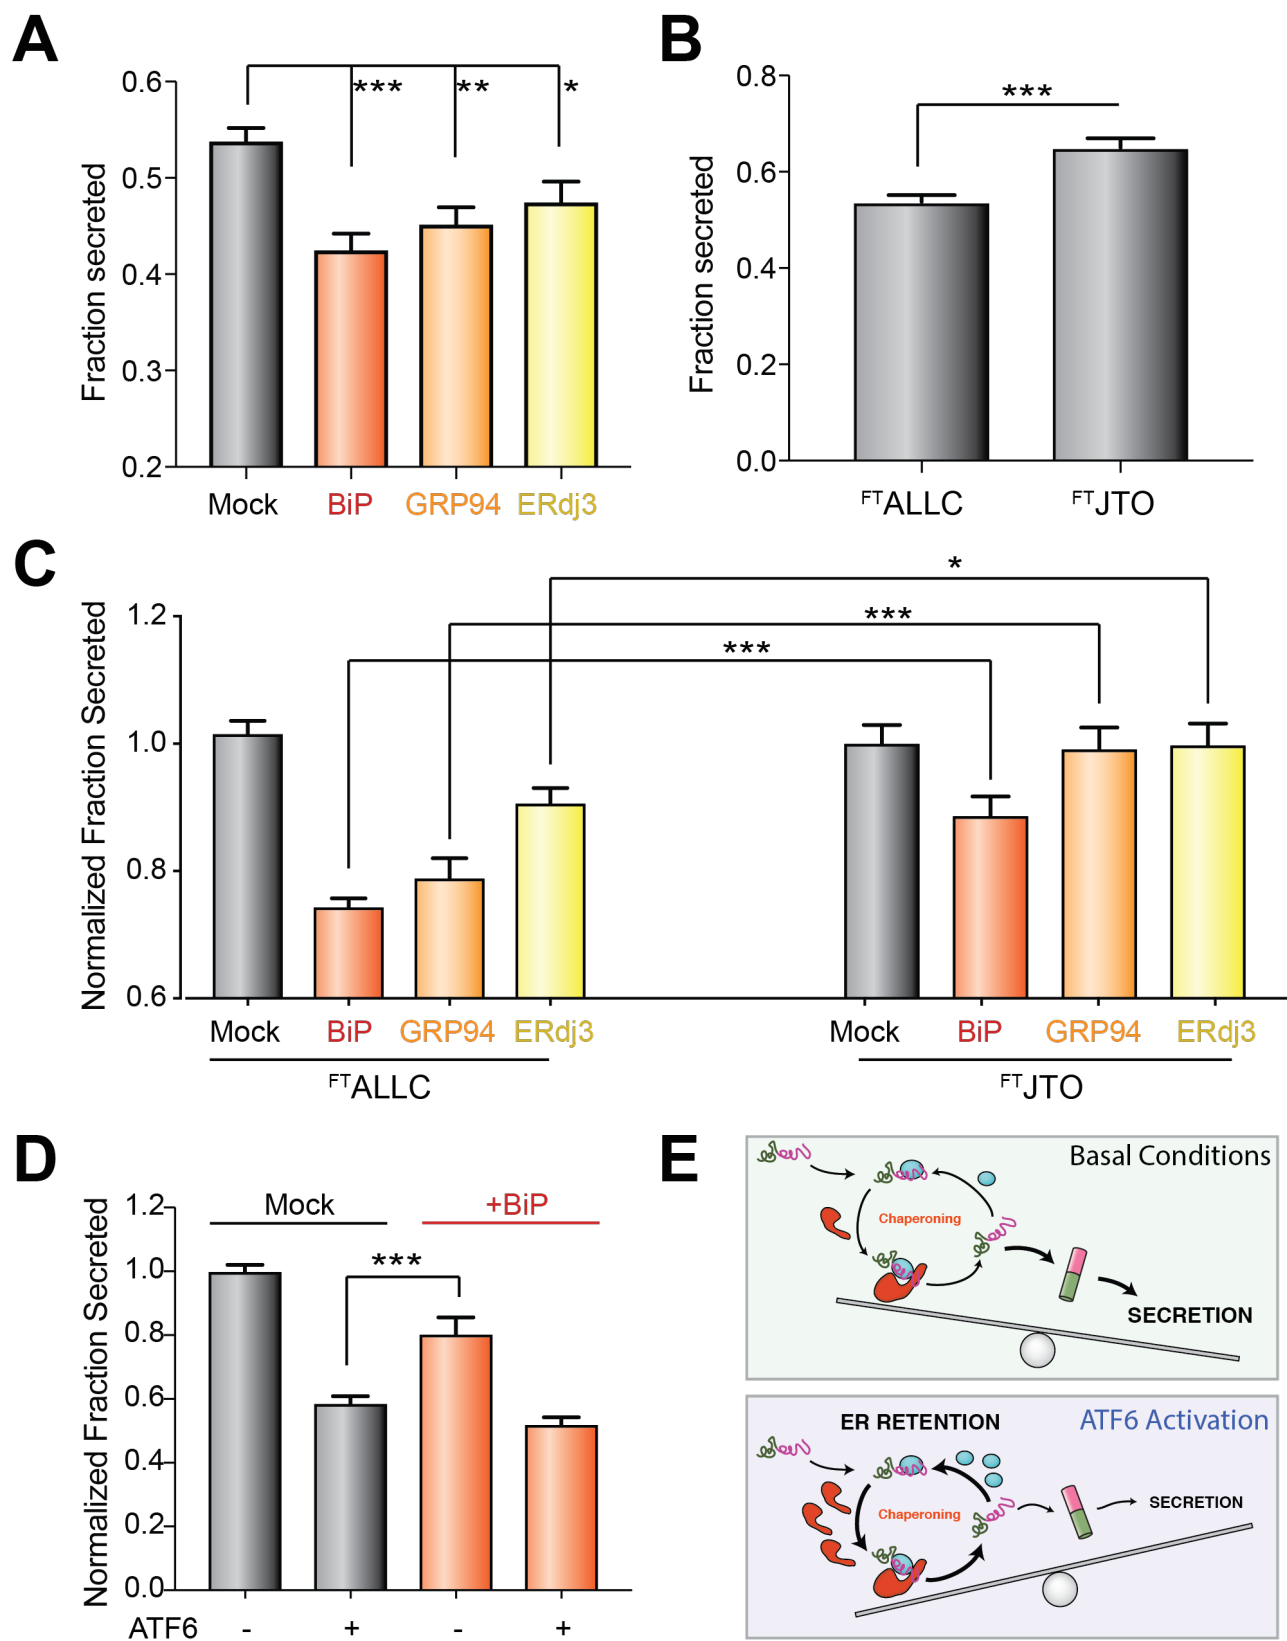 A
Fraction secreted
0.6
0.5
0.4
0.3
0.2
***
**
*
Mock BiP GRP94 ERdj3
B
Fraction secreted
0.8
0.6
0.4
0.2
0.0
***
FTALLC FTJTO
C
Normalized Fraction Secreted
1.2
1.0
0.8
0.6
*
***
***
Mock BiP GRP94 ERdj3 Mock BiP GRP94 ERdj3
FTALLC FTJTO
D
Normalized Fraction Secreted
1.2
1.0
0.8
0.6
0.4
0.2
0.0
Mock +BiP
***
ATF6 - + - +
E
Basal Conditions
Chaperoning
SECRETION
ER RETENTION ATF6 Activation
Chaperoning
SECRETION